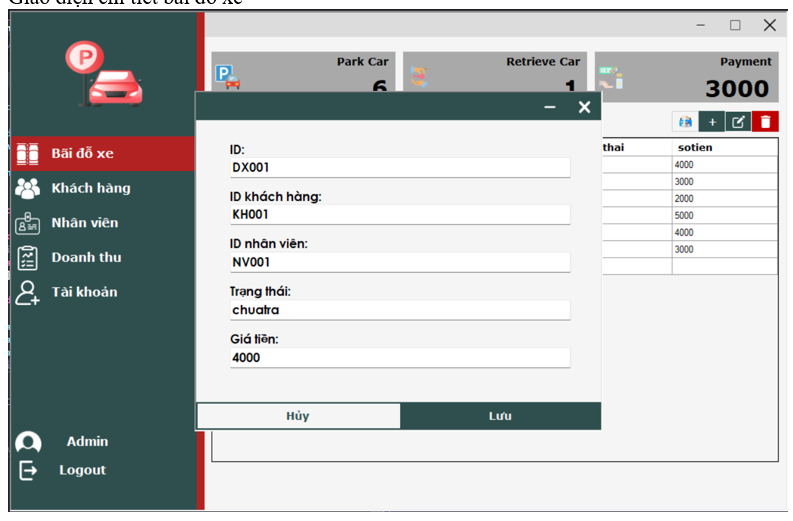 Giao diện chi tiết bãi đỗ xe
Park Car
6
Retrieve Car
1
Payment
3000
Bãi đỗ xe
Khách hàng
Nhân viên
Doanh thu
Tài khoản
Admin
Logout
thai
sotien
4000
3000
2000
5000
4000
3000
ID:
DX001
ID khách hàng:
KH001
ID nhân viên:
NV001
Trạng thái:
chuatra
Giá tiền:
4000
Hủy
Lưu